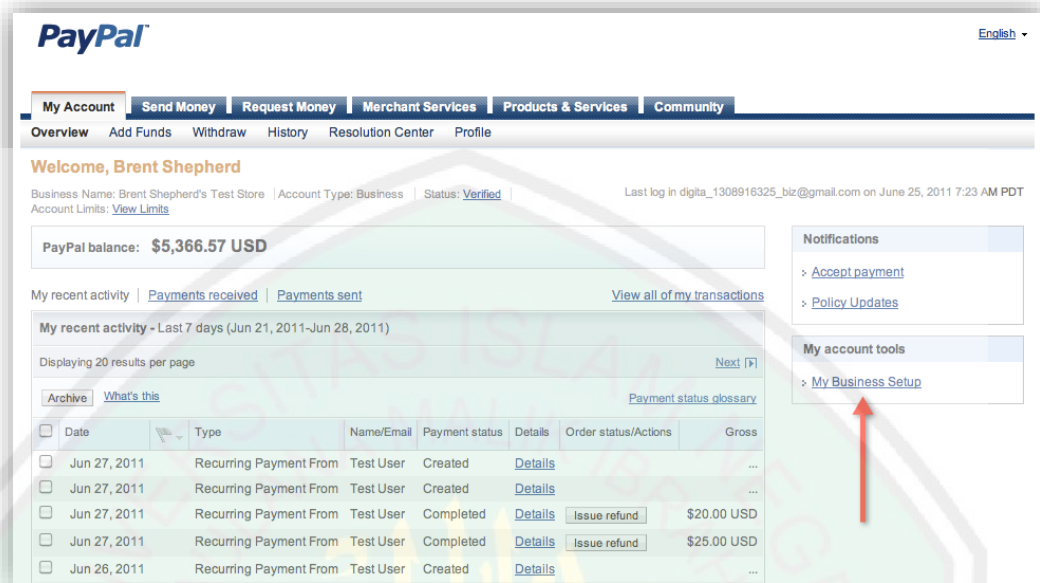 PayPal™
English
My Account Send Money Request Money Merchant Services Products & Services Community
Overview Add Funds Withdraw History Resolution Center Profile
Welcome, Brent Shepherd
Business Name: Brent Shepherd's Test Store | Account Type: Business | Status: Verified |
Account Limits: View Limits
Last log in digita_1308916325_biz@gmail.com on June 25, 2011 7:23 AM PDT
PayPal balance: $5,366.57 USD
My recent activity | Payments received | Payments sent View all of my transactions
My recent activity - Last 7 days (Jun 21, 2011-Jun 28, 2011)
Displaying 20 results per page Next
Archive What's this Payment status glossary
Date Type Name/Email Payment status Details Order status/Actions Gross
Jun 27, 2011 Recurring Payment From Test User Created Details ...
Jun 27, 2011 Recurring Payment From Test User Created Details ...
Jun 27, 2011 Recurring Payment From Test User Completed Details Issue refund $20.00 USD
Jun 27, 2011 Recurring Payment From Test User Completed Details Issue refund $25.00 USD
Jun 26, 2011 Recurring Payment From Test User Created Details ...
Notifications
Accept payment
Policy Updates
My account tools
My Business Setup